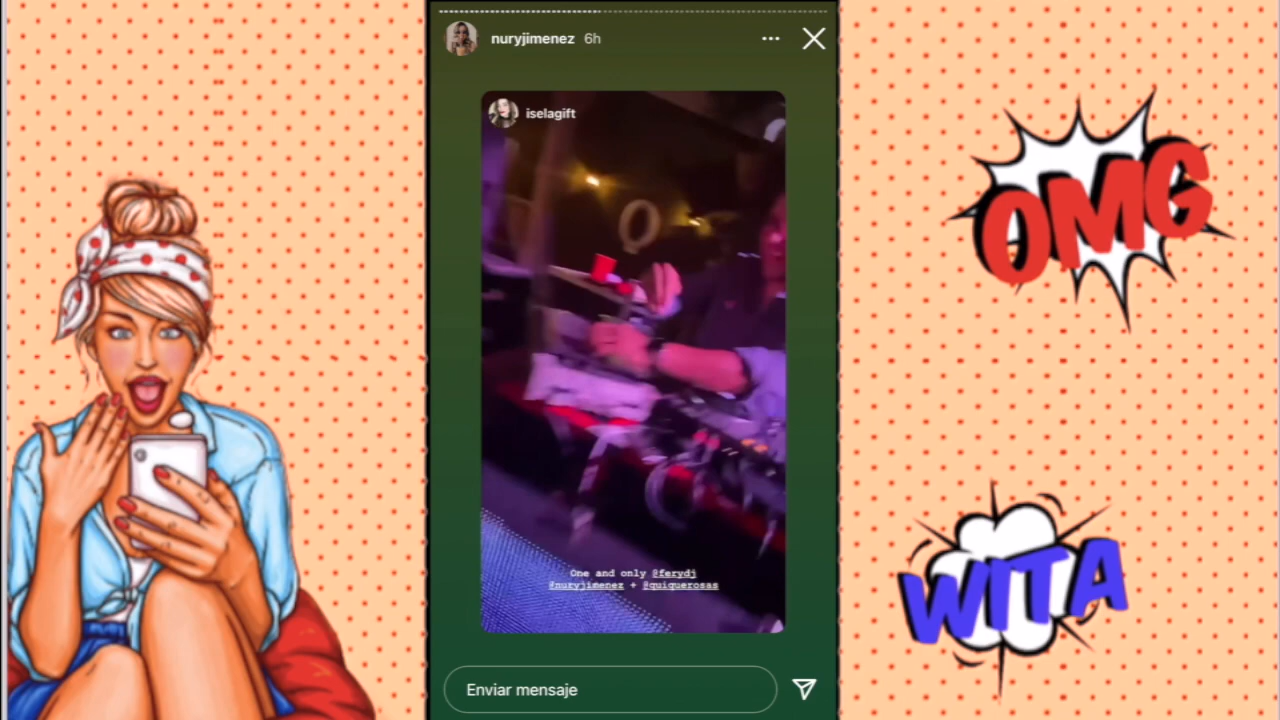 nuryjimenez 6h
iselagift
One and only @ferydj
@nuryjimenez + @quiquerosas
Enviar mensaje
OMG
WITA